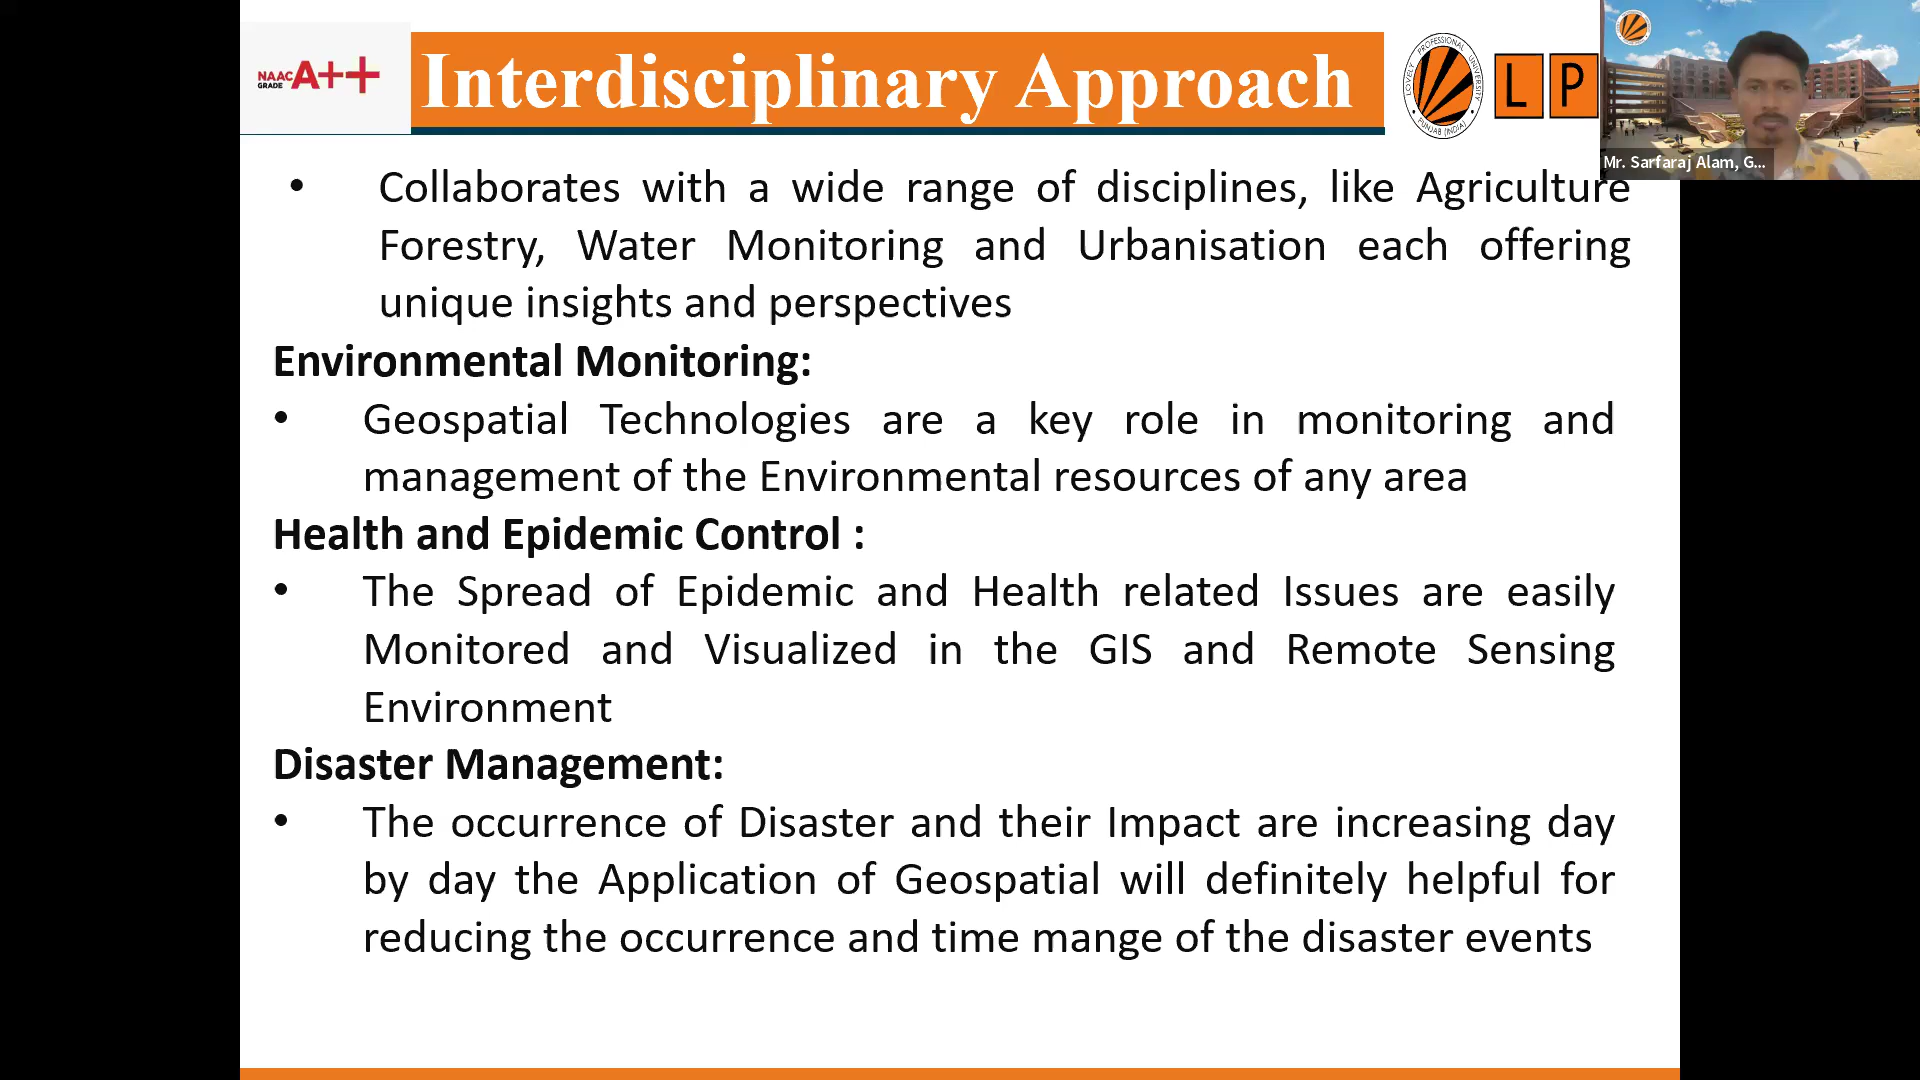 NAAC
GRADE A++
Interdisciplinary Approach
LOVELY PROFESSIONAL UNIVERSITY
PUNJAB (INDIA)
L P
Mr. Sarfaraj Alam, G...
• Collaborates with a wide range of disciplines, like Agriculture
Forestry, Water Monitoring and Urbanisation each offering
unique insights and perspectives
Environmental Monitoring:
• Geospatial Technologies are a key role in monitoring and
management of the Environmental resources of any area
Health and Epidemic Control :
• The Spread of Epidemic and Health related Issues are easily
Monitored and Visualized in the GIS and Remote Sensing
Environment
Disaster Management:
• The occurrence of Disaster and their Impact are increasing day
by day the Application of Geospatial will definitely helpful for
reducing the occurrence and time mange of the disaster events